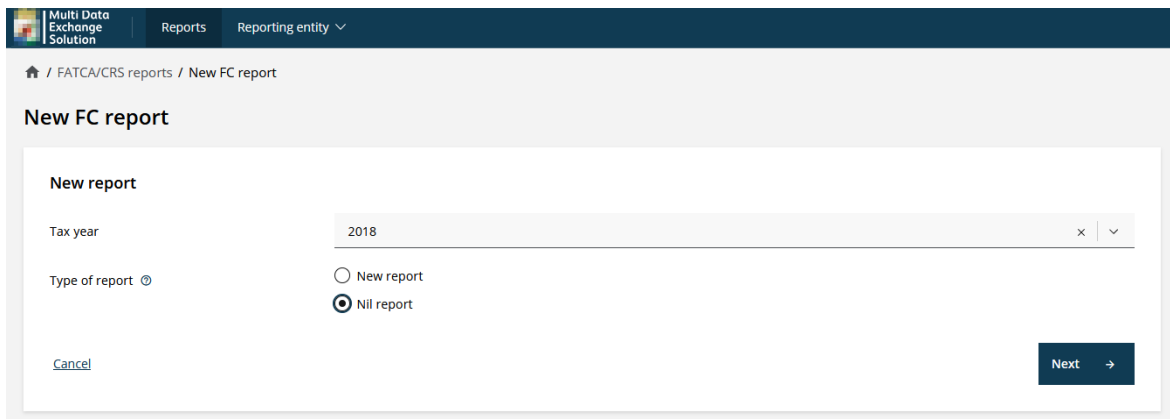 Multi Data
Exchange
Solution
Reports
Reporting entity
/ FATCA/CRS reports / New FC report
New FC report
New report
Tax year
2018
Type of report
New report
Nil report
Cancel
Next